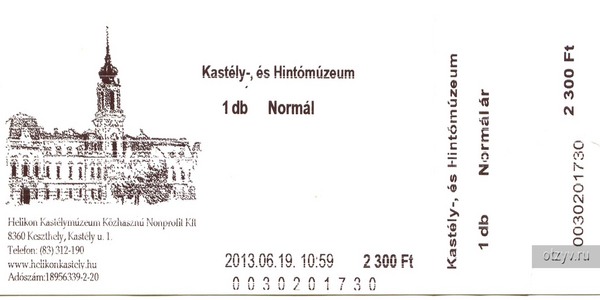 Kastély-, és Hintómúzeum
1 db Normál
Helikon Kastélymúzeum Közhasznú Nonprofit Kft
8360 Keszthely, Kastély u. 1.
Telefon: (83) 312-190
www.helikonkastely.hu
Adószám:18956339-2-20
2013.06.19. 10:59 2 300 Ft
0030201730
Kastély-, és Hintómúzeum
1 db Normál ár
2 300 Ft
0030201730
otzyv.ru